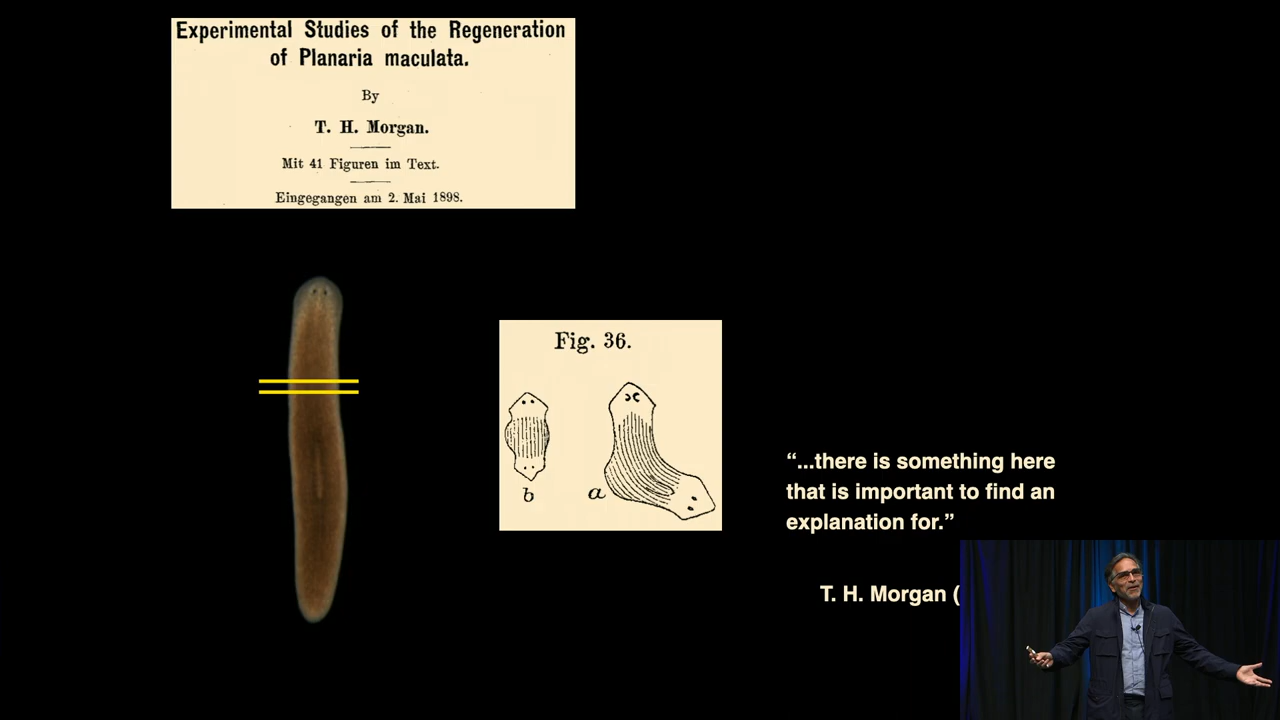 Experimental Studies of the Regeneration
of Planaria maculata.
By
T. H. Morgan.
Mit 41 Figuren im Text.
Eingegangen am 2. Mai 1898.
Fig. 36.
b
a
“...there is something here
that is important to find an
explanation for.”
T. H. Morgan (